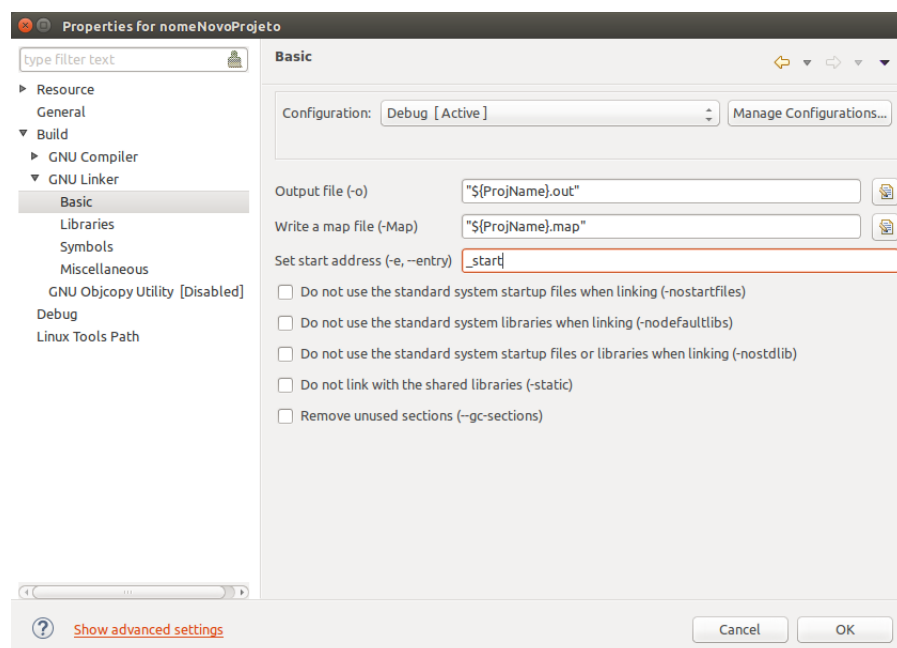 Properties for nomeNovoProjeto
type filter text
Resource
General
Build
GNU Compiler
GNU Linker
Basic
Libraries
Symbols
Miscellaneous
GNU Objcopy Utility [Disabled]
Debug
Linux Tools Path
Basic
Configuration: Debug [ Active ] Manage Configurations...
Output file (-o) "${ProjName}.out"
Write a map file (-Map) "${ProjName}.map"
Set start address (-e, --entry) _start
Do not use the standard system startup files when linking (-nostartfiles)
Do not use the standard system libraries when linking (-nodefaultlibs)
Do not use the standard system startup files or libraries when linking (-nostdlib)
Do not link with the shared libraries (-static)
Remove unused sections (--gc-sections)
? Show advanced settings Cancel OK